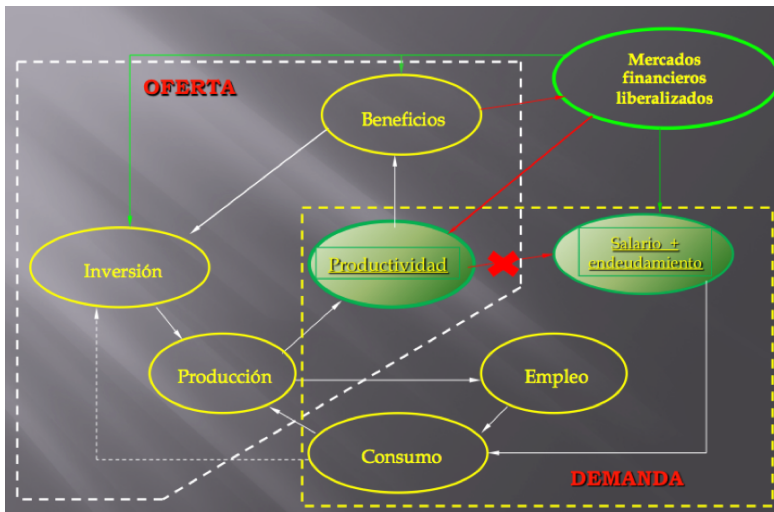 Mercados
financieros
liberalizados
OFERTA
Beneficios
Salario +
endeudamiento
Productividad
Inversión
Producción
Empleo
Consumo
DEMANDA